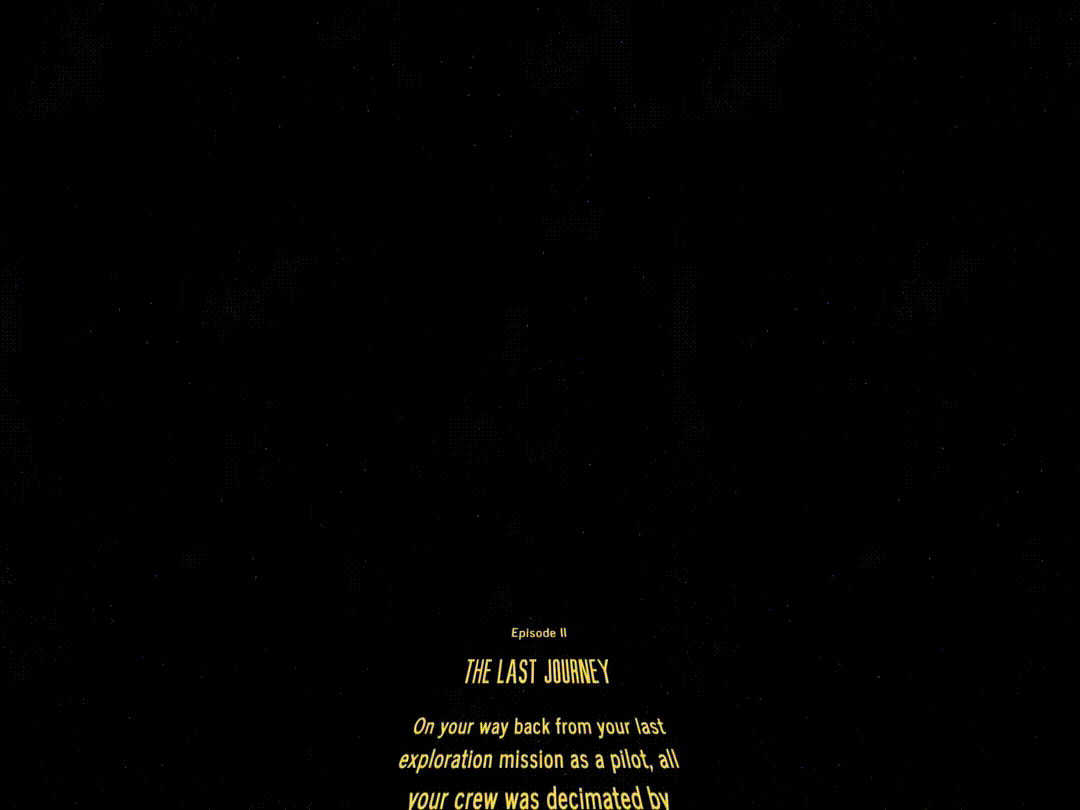 Episode II
THE LAST JOURNEY
On your way back from your last
exploration mission as a pilot, all
your crew was decimated by